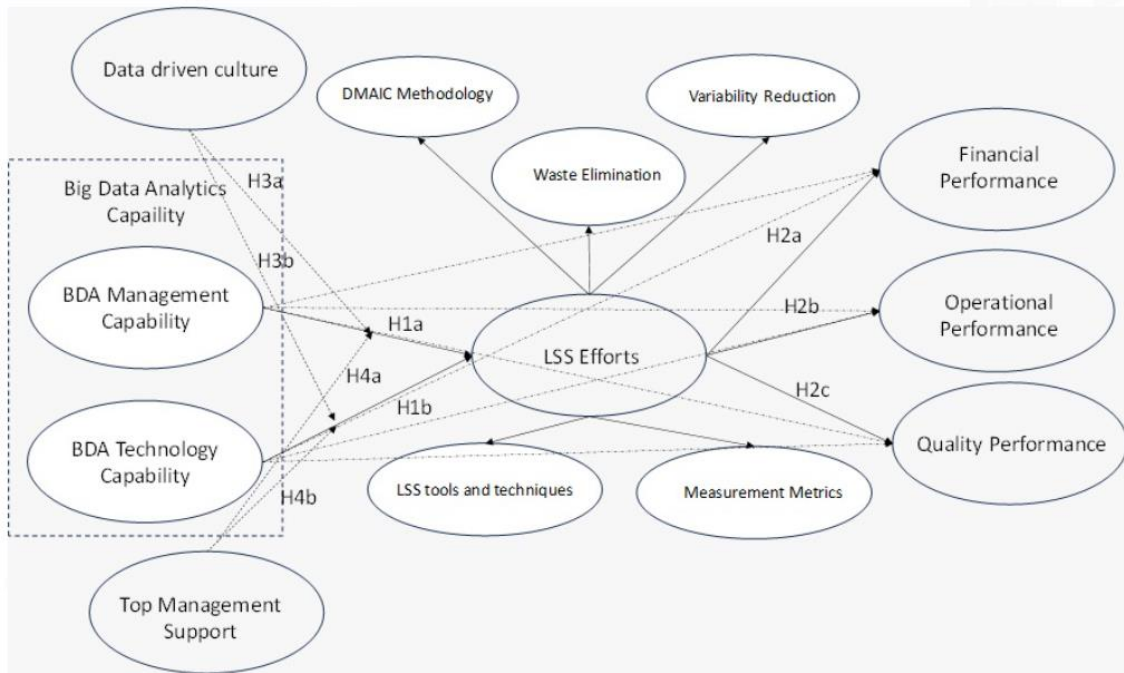 Data driven culture
DMAIC Methodology
Variability Reduction
Waste Elimination
Financial
Performance
H3a
Big Data Analytics
Capaility
H2a
H3b
BDA Management
Capability
H1a
LSS Efforts
H2b
Operational
Performance
H4a
H2c
H1b
BDA Technology
Capability
Quality Performance
H4b
LSS tools and techniques
Measurement Metrics
Top Management
Support